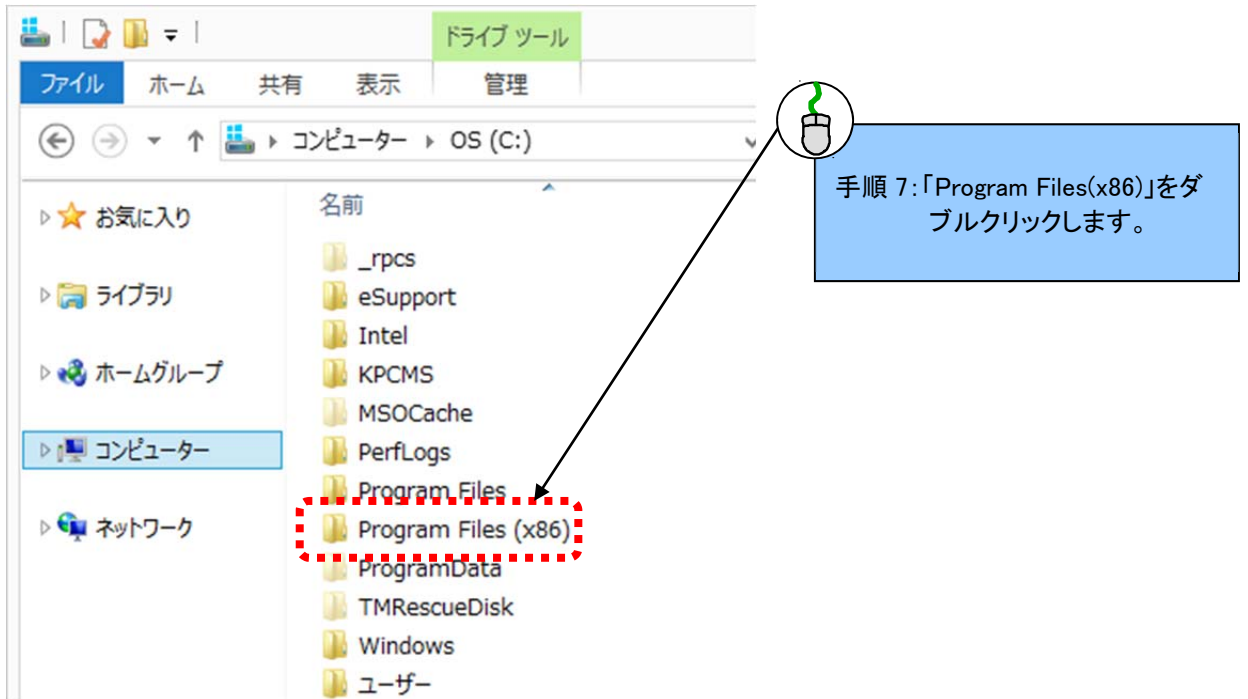 ドライブ ツール
ファイル ホーム 共有 表示 管理
コンピューター OS (C:)
手順 7:「Program Files(x86)」をダ
ブルクリックします。
名前
お気に入り
ライブラリ
ホームグループ
コンピューター
ネットワーク
_rpcs
eSupport
Intel
KPCMS
MSOCache
PerfLogs
Program Files
Program Files (x86)
ProgramData
TMRescueDisk
Windows
ユーザー